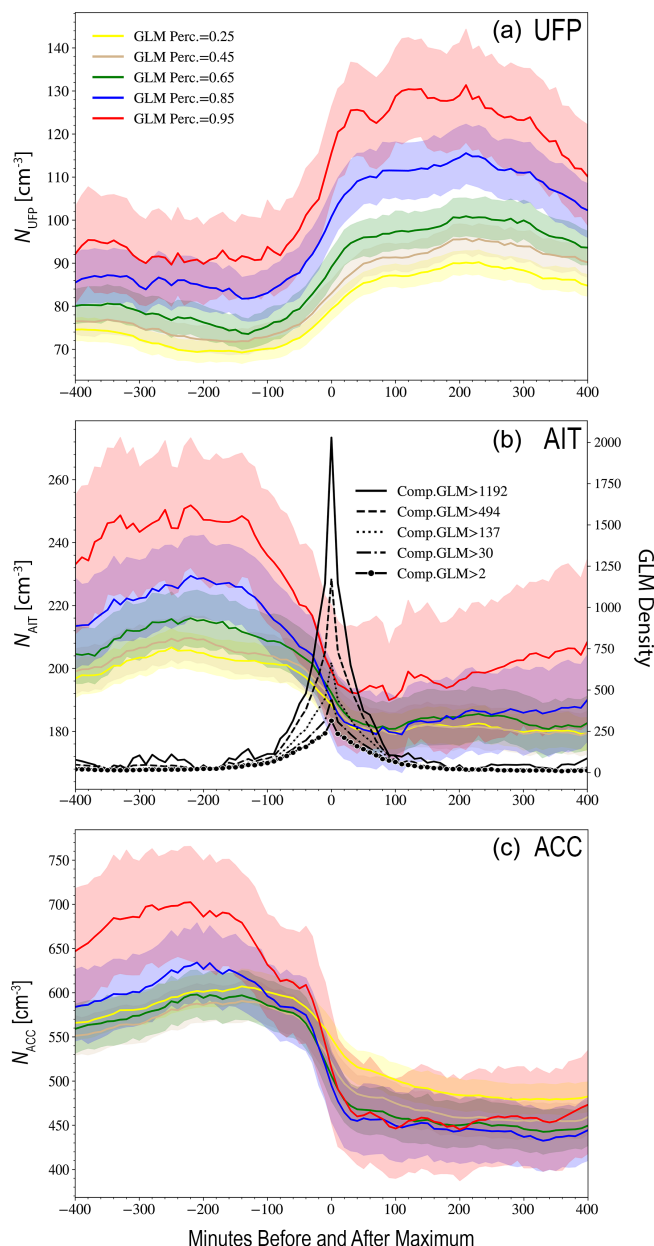 (a) UFP
GLM Perc.=0.25
GLM Perc.=0.45
GLM Perc.=0.65
GLM Perc.=0.85
GLM Perc.=0.95
N_UFP [cm⁻³]
140
130
120
110
100
90
80
70
−400 −300 −200 −100 0 100 200 300 400
(b) AIT
Comp.GLM>1192
Comp.GLM>494
Comp.GLM>137
Comp.GLM>30
Comp.GLM>2
N_AIT [cm⁻³]
260
240
220
200
180
GLM Density
2000
1750
1500
1250
1000
750
500
250
0
−400 −300 −200 −100 0 100 200 300 400
(c) ACC
N_ACC [cm⁻³]
750
700
650
600
550
500
450
400
−400 −300 −200 −100 0 100 200 300 400
Minutes Before and After Maximum